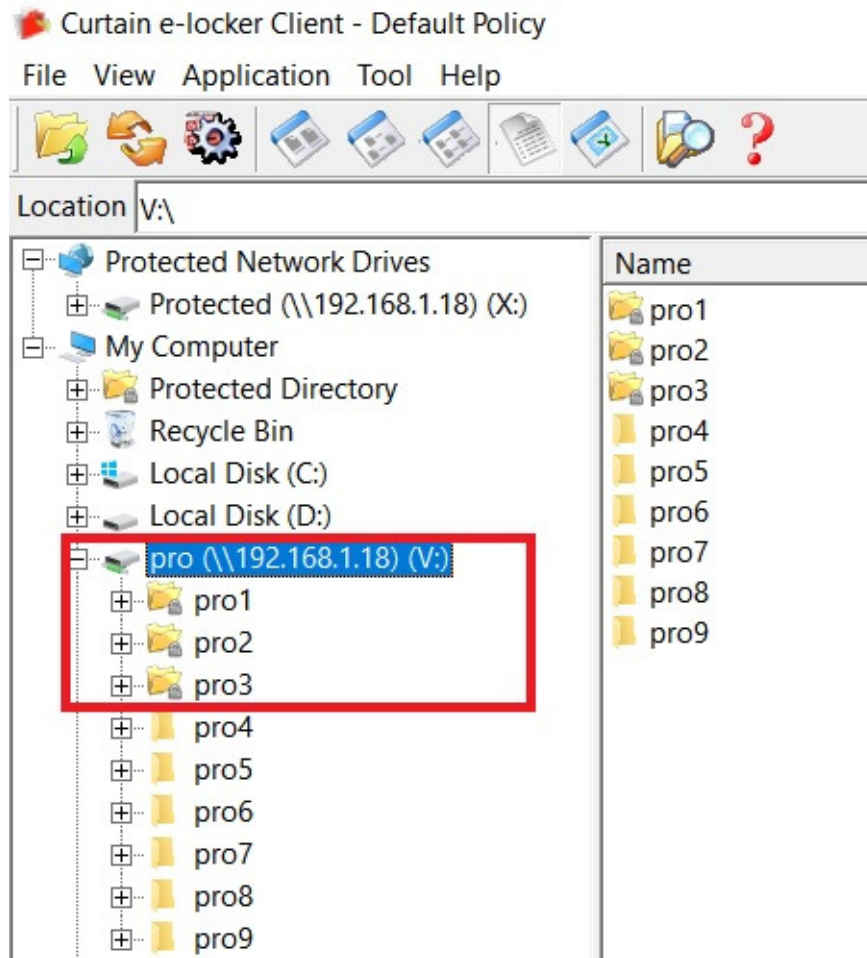 Curtain e-locker Client - Default Policy
File View Application Tool Help
Location V:\
Protected Network Drives
Protected (\\192.168.1.18) (X:)
My Computer
Protected Directory
Recycle Bin
Local Disk (C:)
Local Disk (D:)
pro (\\192.168.1.18) (V:)
pro1
pro2
pro3
pro4
pro5
pro6
pro7
pro8
pro9
Name
pro1
pro2
pro3
pro4
pro5
pro6
pro7
pro8
pro9